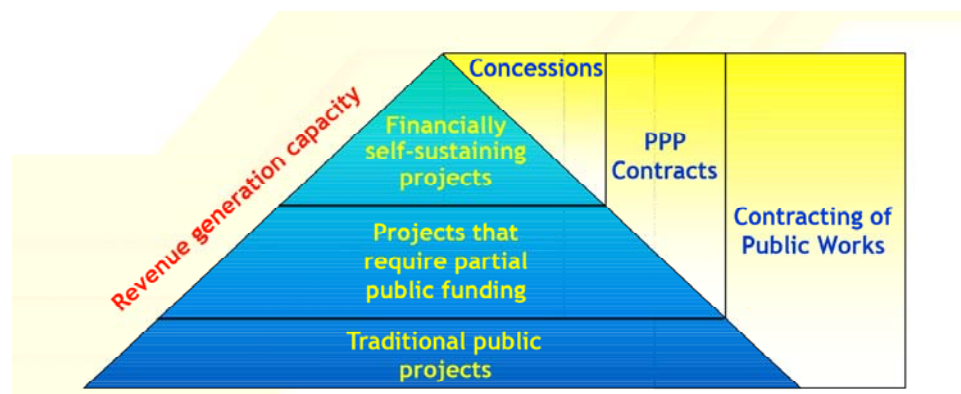 Concessions
Revenue generation capacity
Financially
self-sustaining
projects
PPP
Contracts
Contracting of
Public Works
Projects that
require partial
public funding
Traditional public
projects